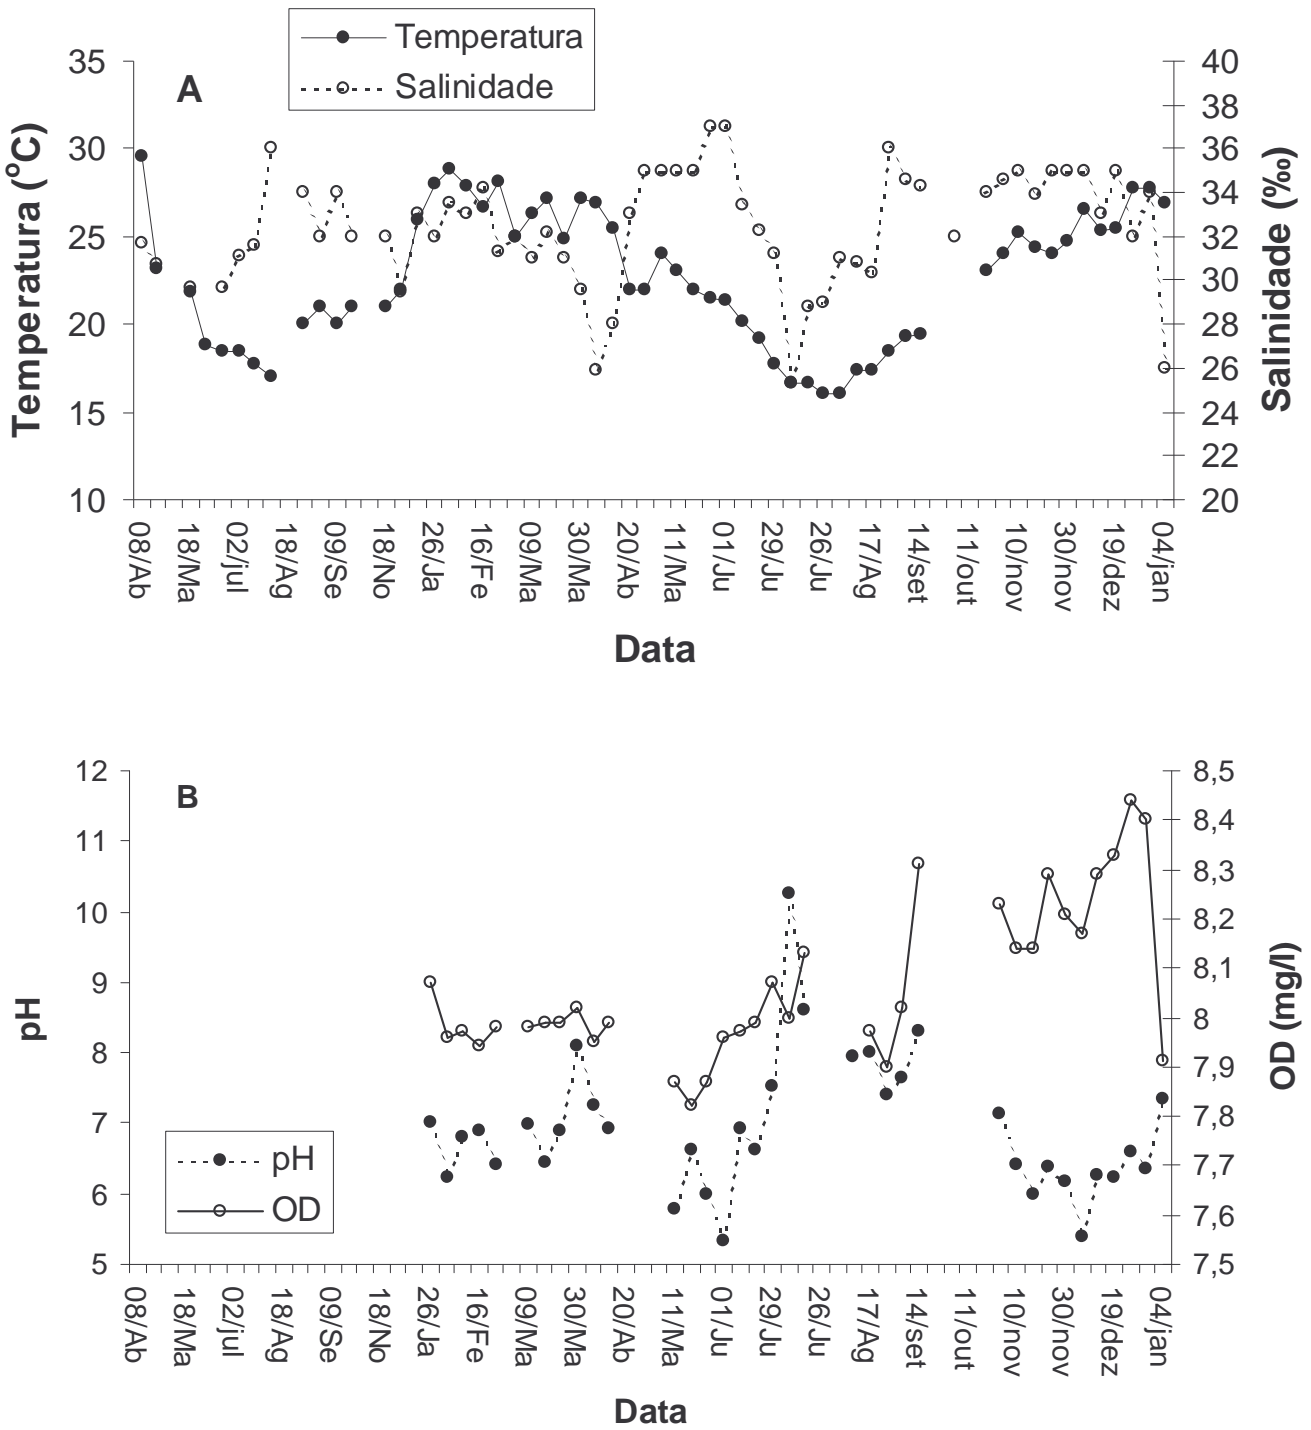 Temperatura
Salinidade
A
35
30
25
20
15
10
Temperatura (ºC)
40
38
36
34
32
30
28
26
24
22
20
Salinidade (‰)
08/Ab
18/Ma
02/jul
18/Ag
09/Se
18/No
26/Ja
16/Fe
09/Ma
30/Ma
20/Ab
11/Ma
01/Ju
29/Ju
26/Ju
17/Ag
14/set
11/out
10/nov
30/nov
19/dez
04/jan
Data
B
12
11
10
9
8
7
6
5
pH
8,5
8,4
8,3
8,2
8,1
8
7,9
7,8
7,7
7,6
7,5
OD (mg/l)
pH
OD
08/Ab
18/Ma
02/jul
18/Ag
09/Se
18/No
26/Ja
16/Fe
09/Ma
30/Ma
20/Ab
11/Ma
01/Ju
29/Ju
26/Ju
17/Ag
14/set
11/out
10/nov
30/nov
19/dez
04/jan
Data